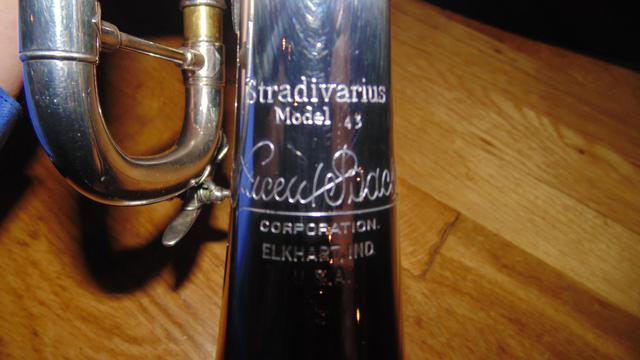 Stradivarius
Model 43
Vincent Bach
CORPORATION.
ELKHART, IND.
U.S.A.